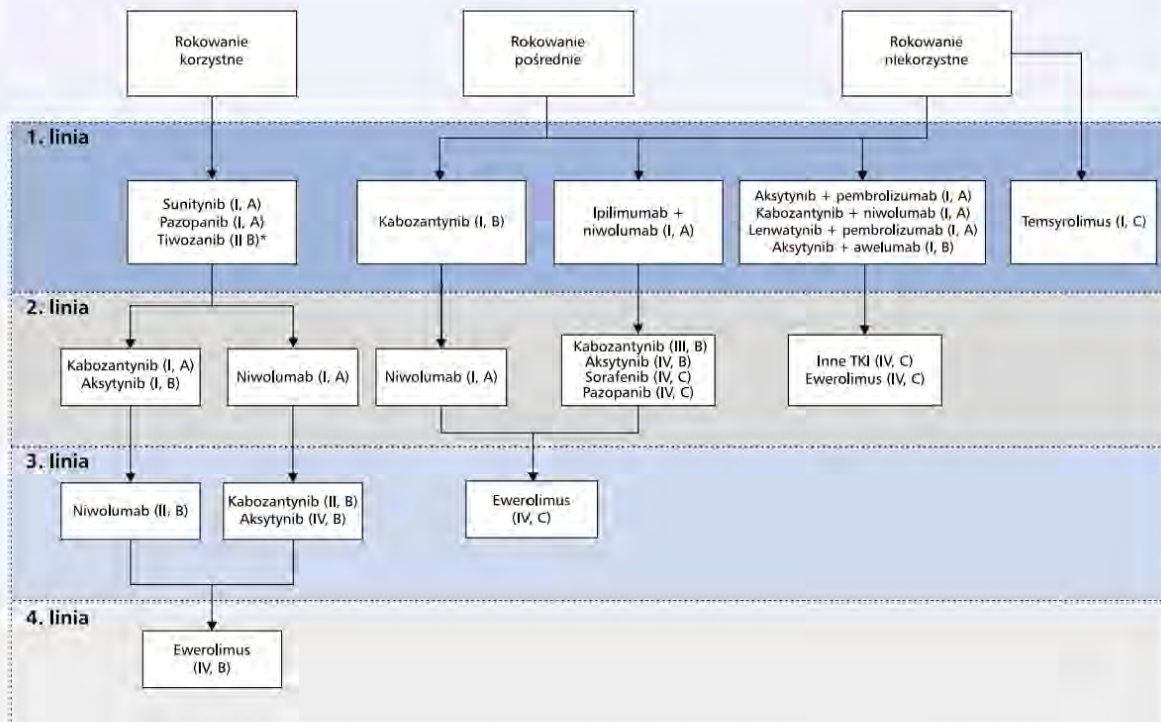 Rokowanie
korzystne
Rokowanie
pośrednie
Rokowanie
niekorzystne
1. linia
Sunitynib (I, A)
Pazopanib (I, A)
Tiwozanib (II B)*
Kabozantynib (I, B)
Ipilimumab +
niwolumab (I, A)
Aksytynib + pembrolizumab (I, A)
Kabozantynib + niwolumab (I, A)
Lenwatynib + pembrolizumab (I, A)
Aksytynib + awelumab (I, B)
Temsyrolimus (I, C)
2. linia
Kabozantynib (I, A)
Aksytynib (I, B)
Niwolumab (I, A)
Niwolumab (I, A)
Kabozantynib (III, B)
Aksytynib (IV, B)
Sorafenib (IV, C)
Pazopanib (IV, C)
Inne TKI (IV, C)
Ewerolimus (IV, C)
3. linia
Niwolumab (II, B)
Kabozantynib (II, B)
Aksytynib (IV, B)
Ewerolimus
(IV, C)
4. linia
Ewerolimus
(IV, B)